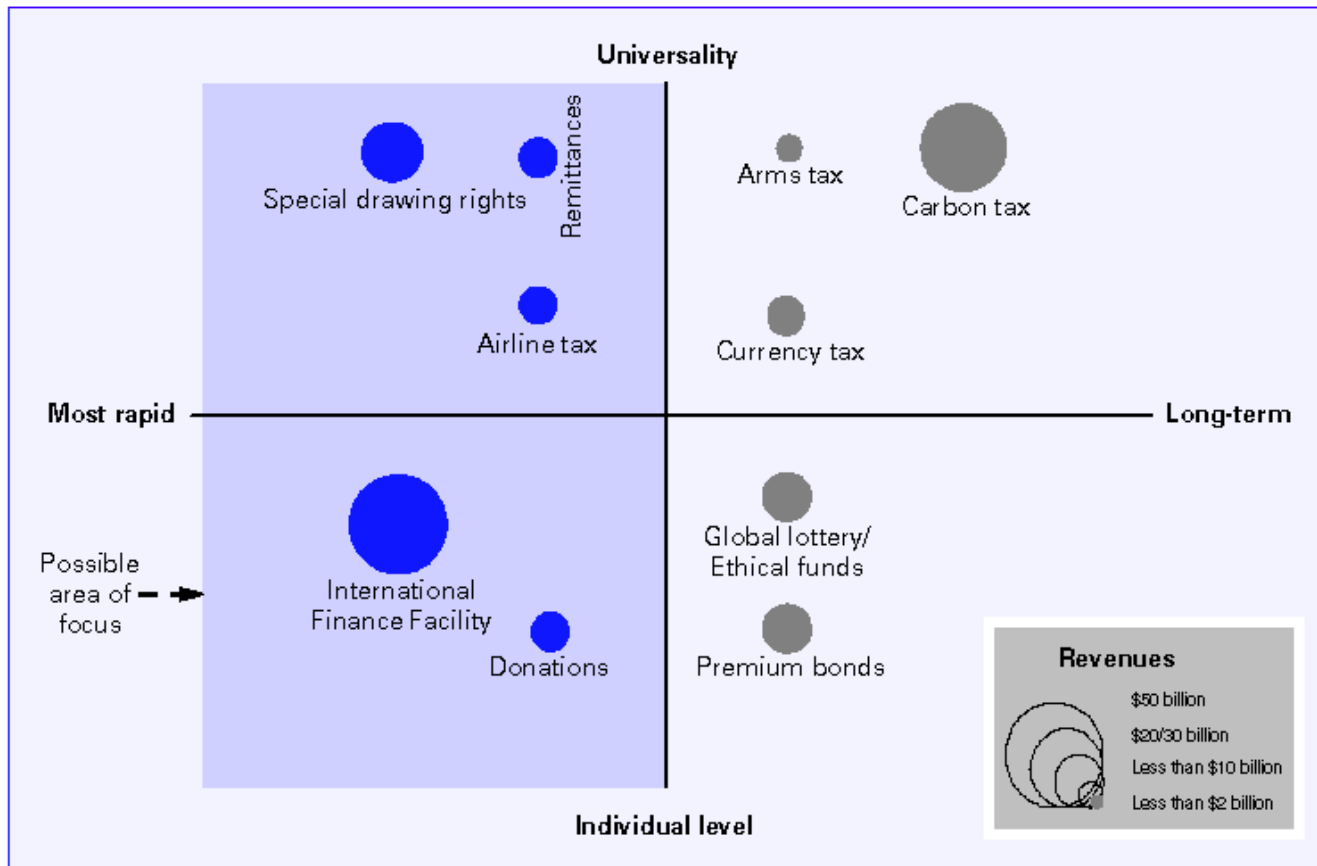 Universality
Remittances
Special drawing rights
Arms tax
Carbon tax
Airline tax
Currency tax
Most rapid
Long-term
Possible
area of
focus
International
Finance Facility
Donations
Global lottery/
Ethical funds
Premium bonds
Revenues
$50 billion
$20/30 billion
Less than $10 billion
Less than $2 billion
Individual level